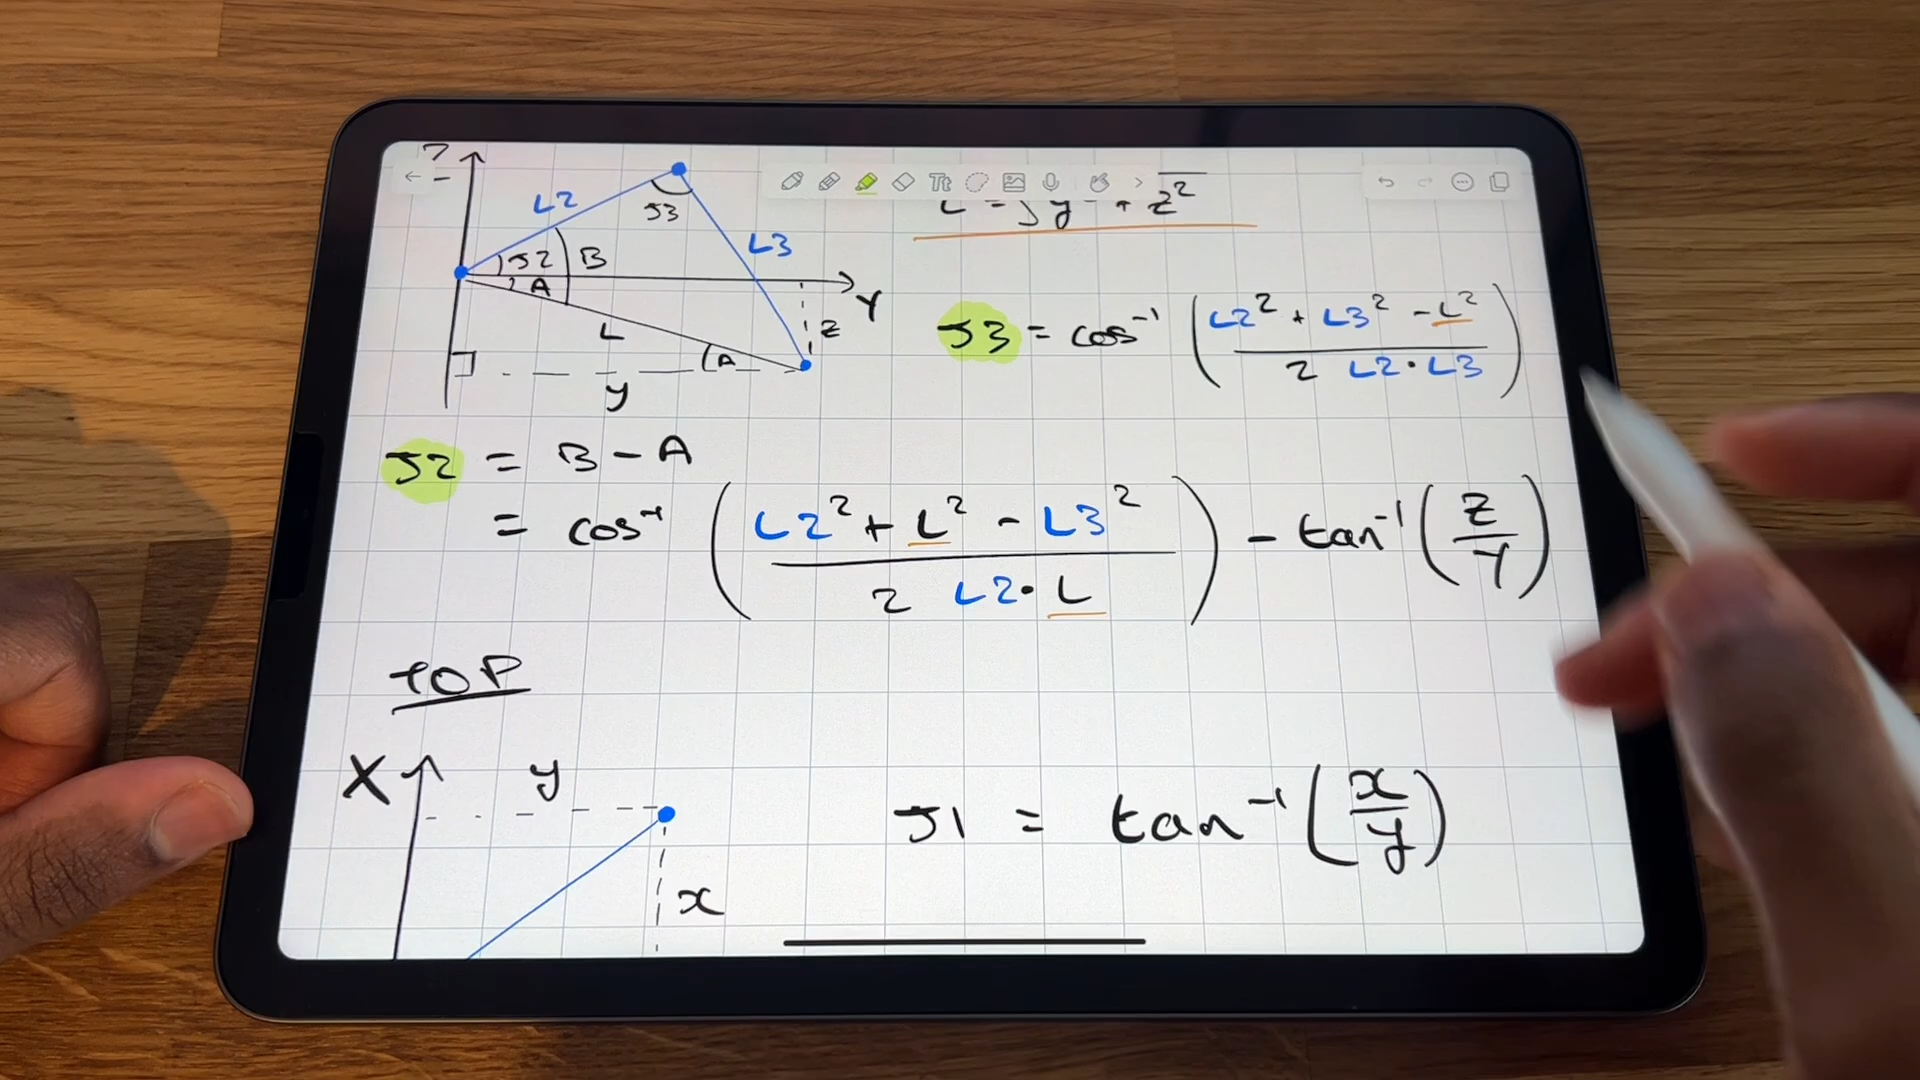 Z
L2
J3
L3
J2 B
A
Y
L
z
A
y
Tt
L = √y² + z²
J3 = cos⁻¹ (L2² + L3² - L² / 2 L2 · L3)
J2 = B - A
= cos⁻¹ (L2² + L² - L3² / 2 L2 · L) - tan⁻¹ (Z / Y)
TOP
X
y
x
J1 = tan⁻¹ (x / y)